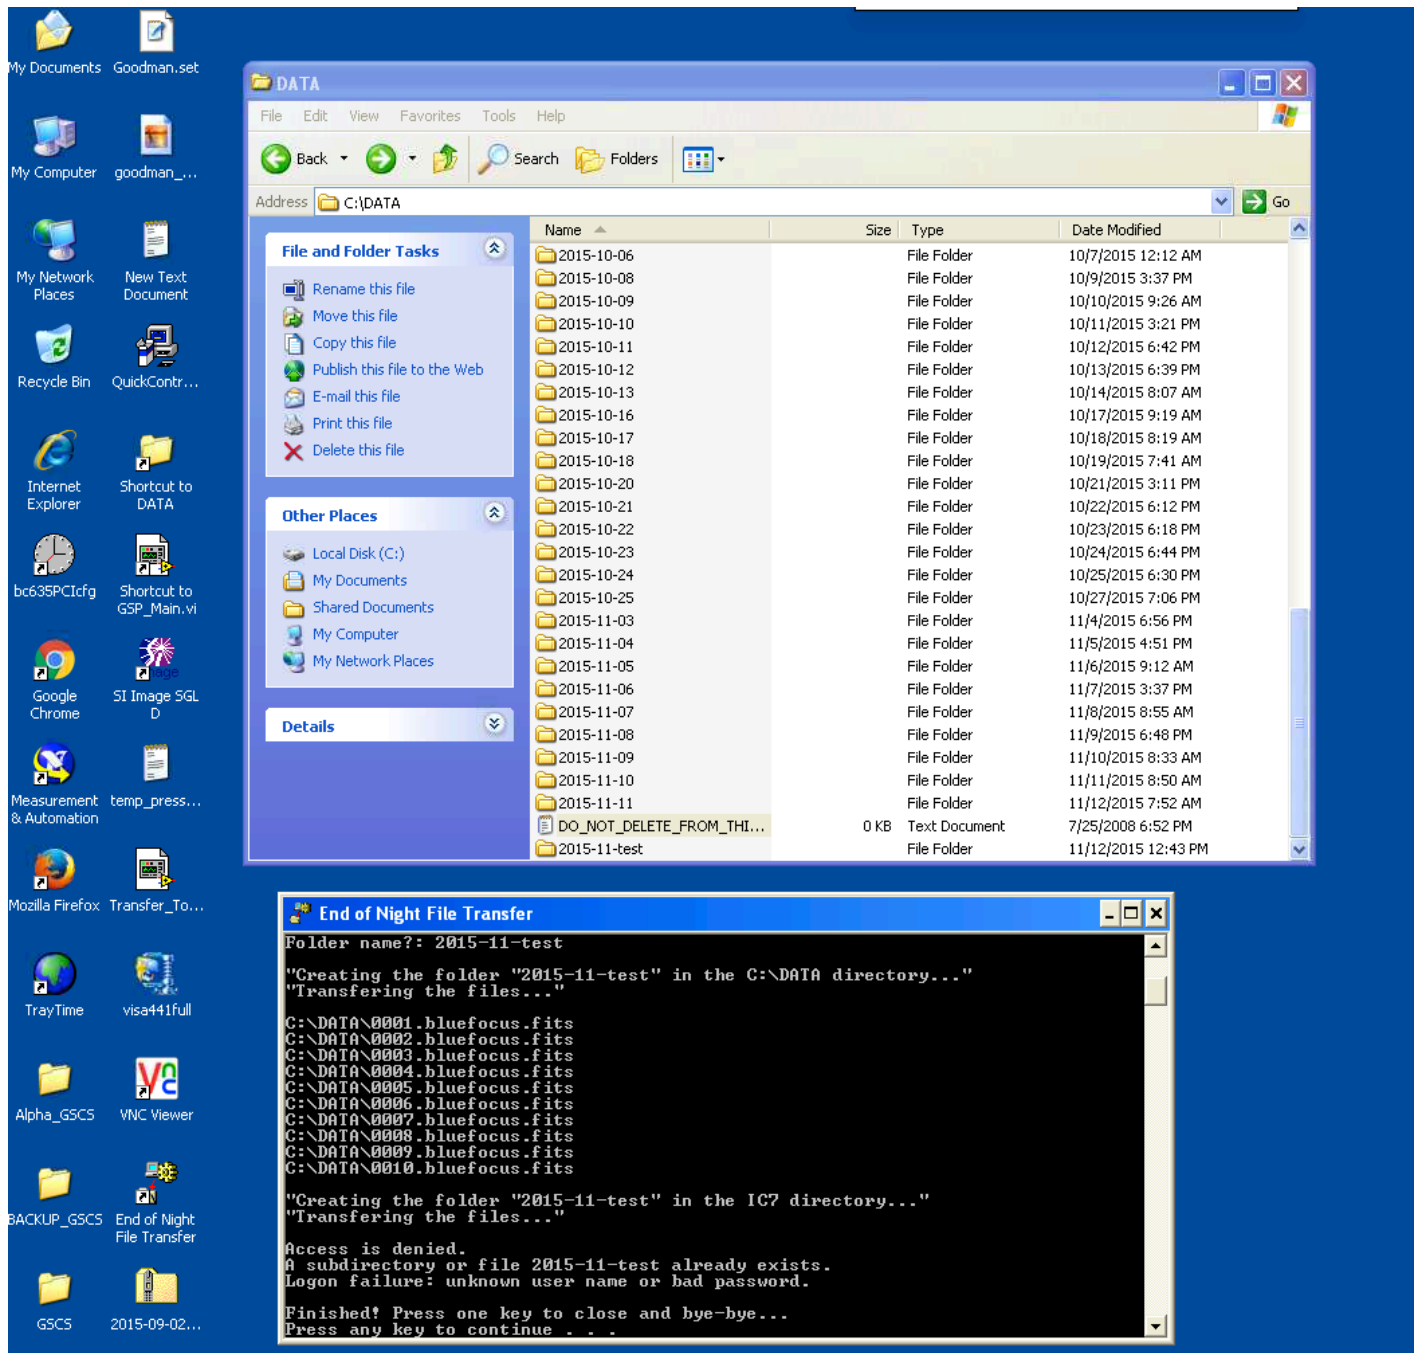 My Documents
Goodman.set
My Computer
goodman_...
My Network
Places
New Text
Document
Recycle Bin
QuickContr...
Internet
Explorer
Shortcut to
DATA
bc635PCIcfg
Shortcut to
GSP_Main.vi
Google
Chrome
SI Image SGL
D
Measurement
& Automation
temp_press...
Mozilla Firefox
Transfer_To...
TrayTime
visa441full
Alpha_GSCS
VNC Viewer
BACKUP_GSCS
End of Night
File Transfer
GSCS
2015-09-02...
DATA
File Edit View Favorites Tools Help
Back Search Folders
Address C:\DATA Go
File and Folder Tasks
Rename this file
Move this file
Copy this file
Publish this file to the Web
E-mail this file
Print this file
Delete this file
Other Places
Local Disk (C:)
My Documents
Shared Documents
My Computer
My Network Places
Details
Name Size Type Date Modified
2015-10-06 File Folder 10/7/2015 12:12 AM
2015-10-08 File Folder 10/9/2015 3:37 PM
2015-10-09 File Folder 10/10/2015 9:26 AM
2015-10-10 File Folder 10/11/2015 3:21 PM
2015-10-11 File Folder 10/12/2015 6:42 PM
2015-10-12 File Folder 10/13/2015 6:39 PM
2015-10-13 File Folder 10/14/2015 8:07 AM
2015-10-16 File Folder 10/17/2015 9:19 AM
2015-10-17 File Folder 10/18/2015 8:19 AM
2015-10-18 File Folder 10/19/2015 7:41 AM
2015-10-20 File Folder 10/21/2015 3:11 PM
2015-10-21 File Folder 10/22/2015 6:12 PM
2015-10-22 File Folder 10/23/2015 6:18 PM
2015-10-23 File Folder 10/24/2015 6:44 PM
2015-10-24 File Folder 10/25/2015 6:30 PM
2015-10-25 File Folder 10/27/2015 7:06 PM
2015-11-03 File Folder 11/4/2015 6:56 PM
2015-11-04 File Folder 11/5/2015 4:51 PM
2015-11-05 File Folder 11/6/2015 9:12 AM
2015-11-06 File Folder 11/7/2015 3:37 PM
2015-11-07 File Folder 11/8/2015 8:55 AM
2015-11-08 File Folder 11/9/2015 6:48 PM
2015-11-09 File Folder 11/10/2015 8:33 AM
2015-11-10 File Folder 11/11/2015 8:50 AM
2015-11-11 File Folder 11/12/2015 7:52 AM
DO_NOT_DELETE_FROM_THI... 0 KB Text Document 7/25/2008 6:52 PM
2015-11-test File Folder 11/12/2015 12:43 PM
End of Night File Transfer
Folder name?: 2015-11-test
"Creating the folder "2015-11-test" in the C:\DATA directory..."
"Transfering the files..."
C:\DATA\0001.bluefocus.fits
C:\DATA\0002.bluefocus.fits
C:\DATA\0003.bluefocus.fits
C:\DATA\0004.bluefocus.fits
C:\DATA\0005.bluefocus.fits
C:\DATA\0006.bluefocus.fits
C:\DATA\0007.bluefocus.fits
C:\DATA\0008.bluefocus.fits
C:\DATA\0009.bluefocus.fits
C:\DATA\0010.bluefocus.fits
"Creating the folder "2015-11-test" in the IC7 directory..."
"Transfering the files..."
Access is denied.
A subdirectory or file 2015-11-test already exists.
Logon failure: unknown user name or bad password.
Finished! Press one key to close and bye-bye...
Press any key to continue . . .